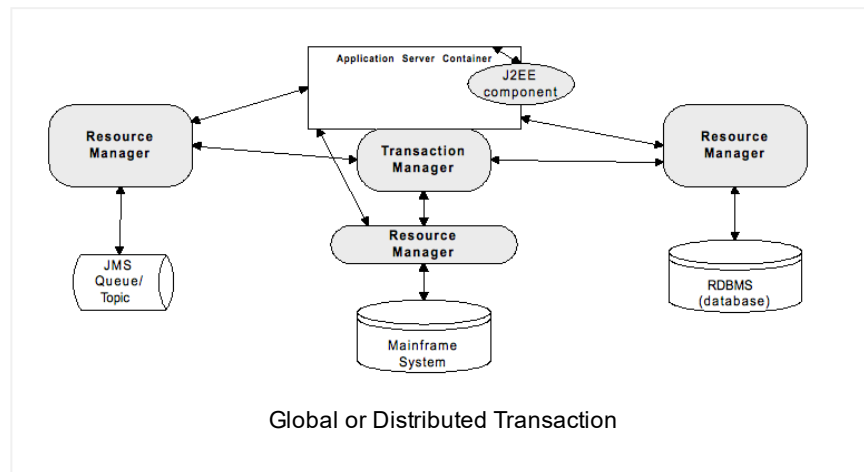 Application Server Container
J2EE
component
Resource
Manager
Transaction
Manager
Resource
Manager
Resource
Manager
JMS
Queue/
Topic
RDBMS
(database)
Mainframe
System
Global or Distributed Transaction